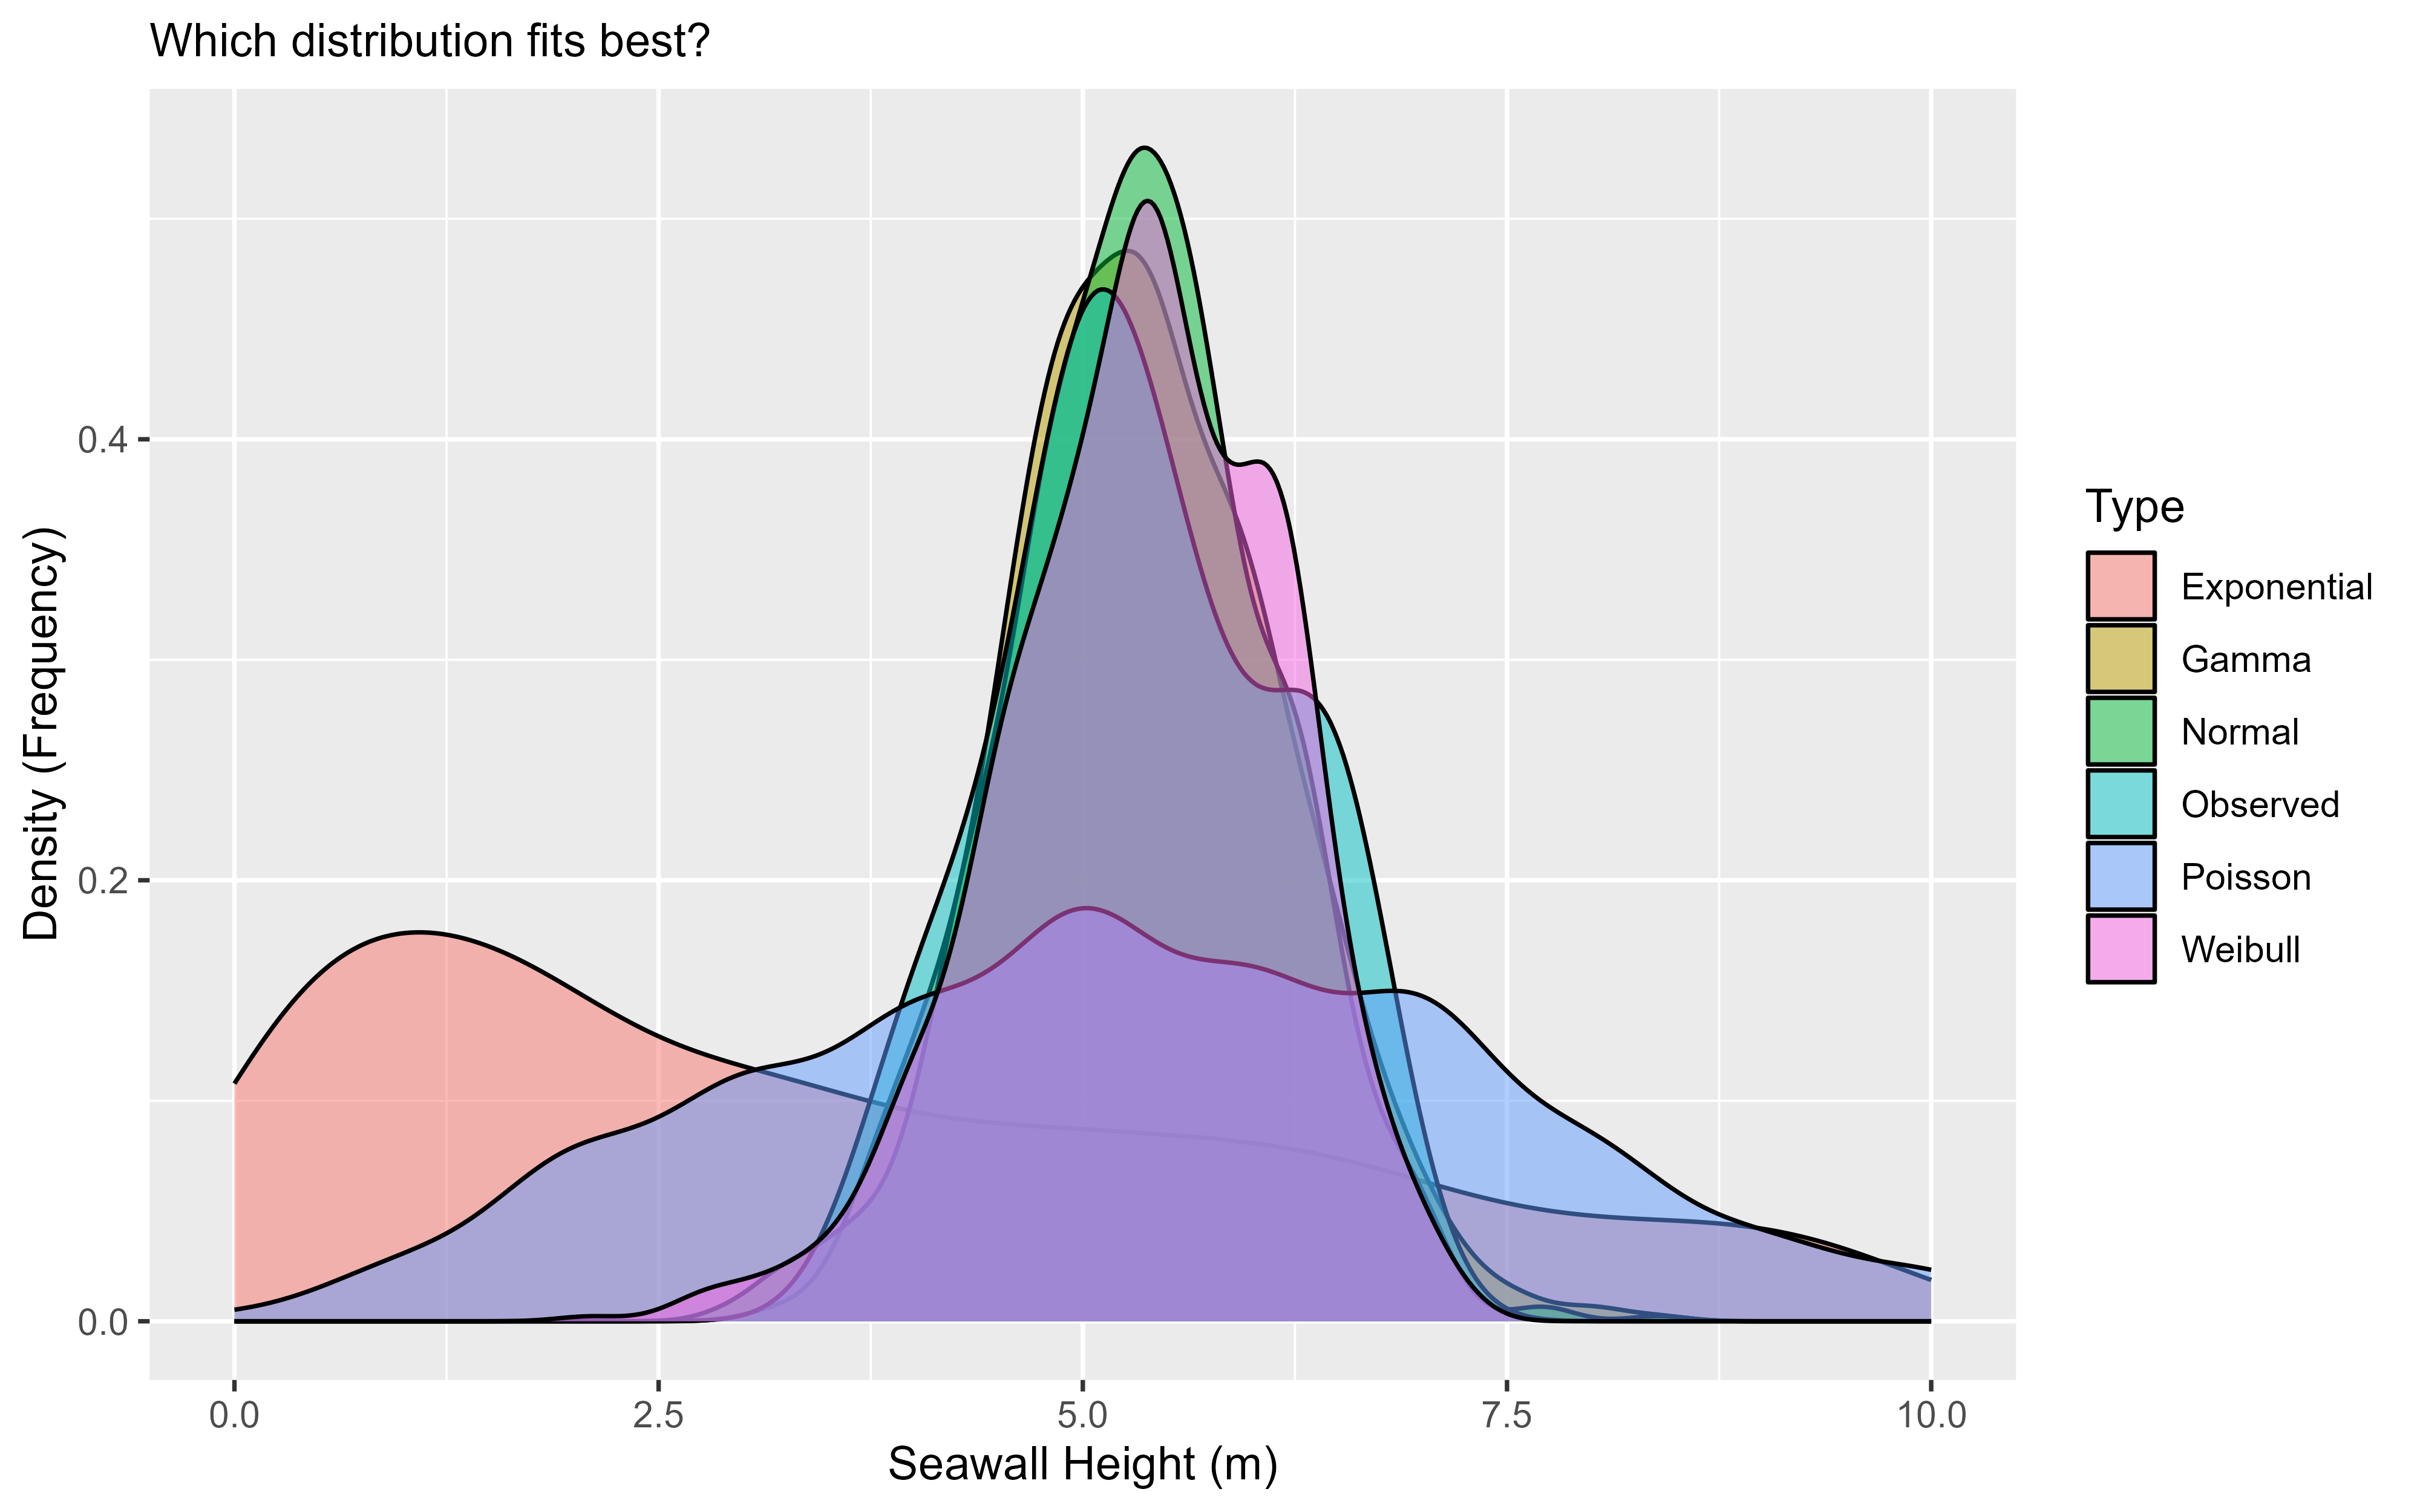 Which distribution fits best?
Density (Frequency)
0.4
0.2
0.0
0.0
2.5
5.0
7.5
10.0
Seawall Height (m)
Type
Exponential
Gamma
Normal
Observed
Poisson
Weibull